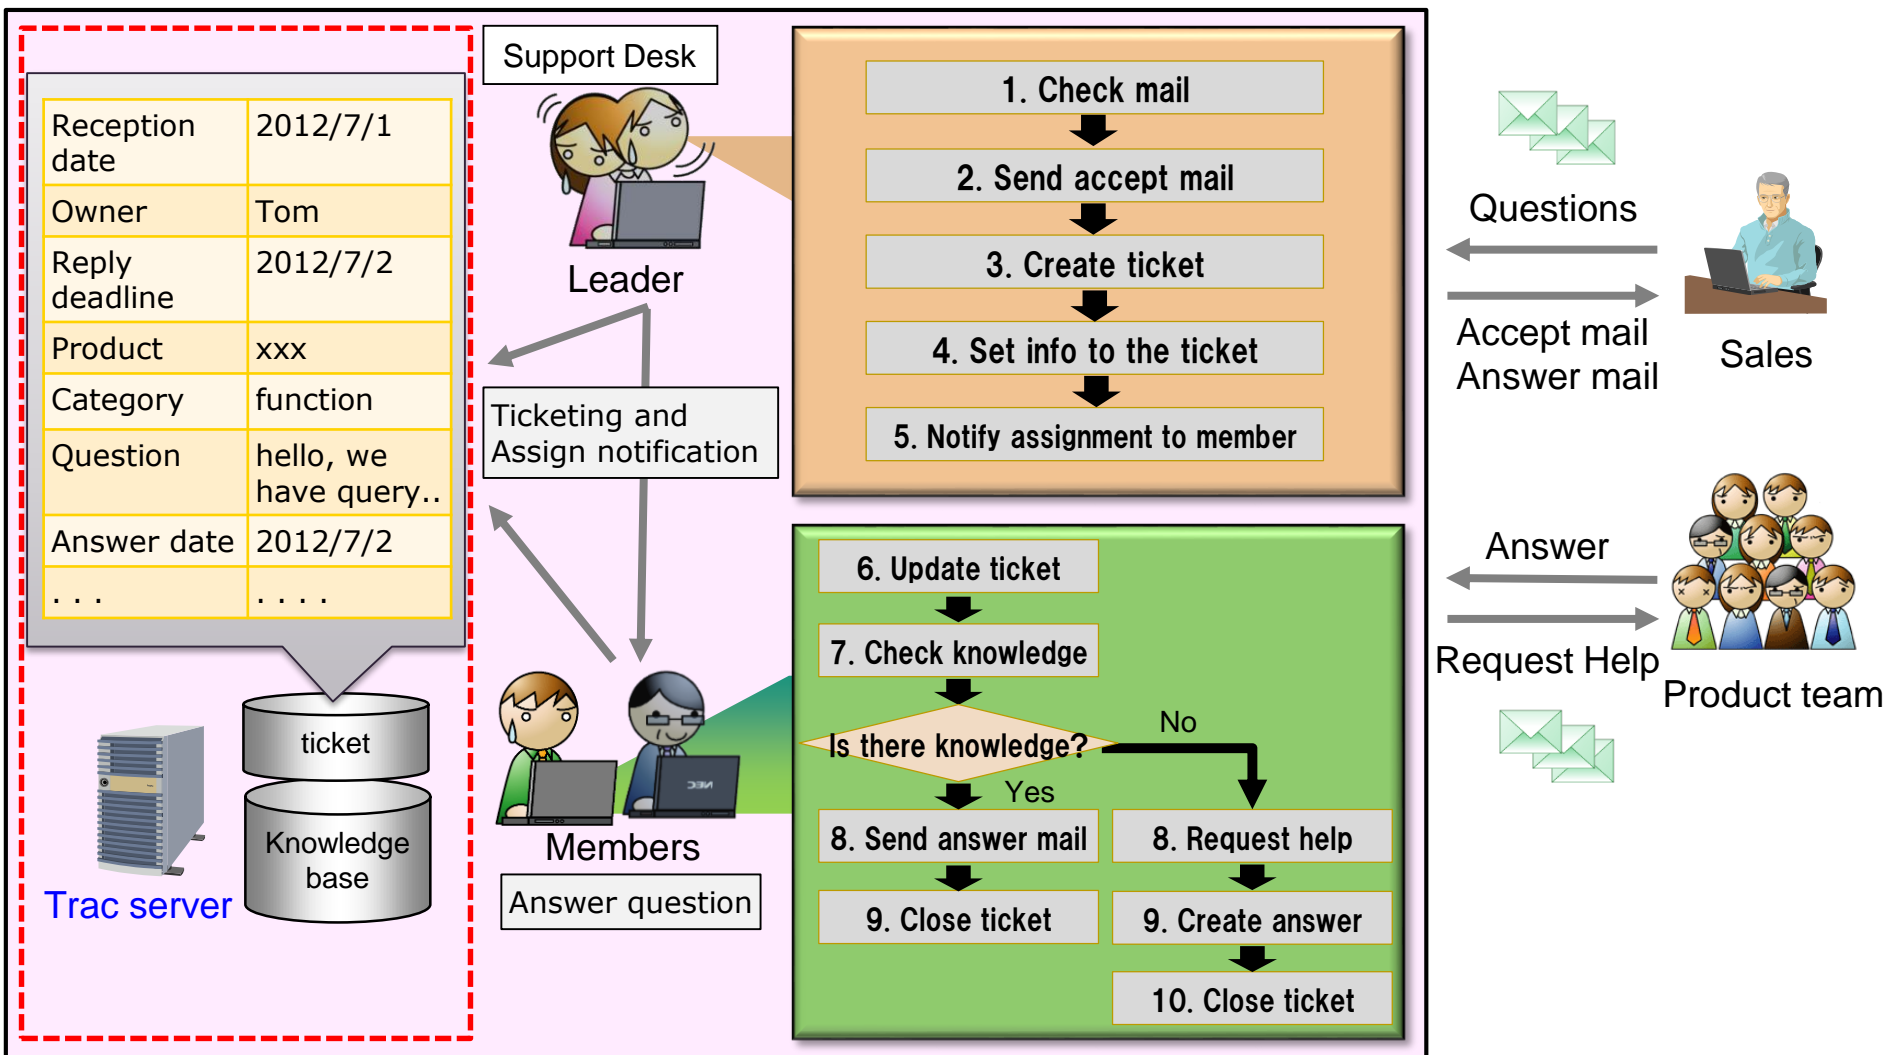 Support Desk
Reception date
2012/7/1
Owner
Tom
Reply deadline
2012/7/2
Product
xxx
Category
function
Question
hello, we have query..
Answer date
2012/7/2
. . .
. . . .
ticket
Knowledge base
Trac server
Leader
Ticketing and
Assign notification
Members
NEC
Answer question
1. Check mail
2. Send accept mail
3. Create ticket
4. Set info to the ticket
5. Notify assignment to member
6. Update ticket
7. Check knowledge
Is there knowledge?
No
Yes
8. Send answer mail
9. Close ticket
8. Request help
9. Create answer
10. Close ticket
Questions
Accept mail
Answer mail
Sales
Answer
Request Help
Product team